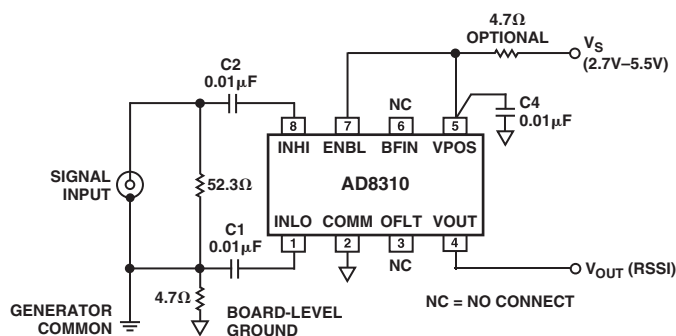 4.7Ω
OPTIONAL
VS
(2.7V–5.5V)
C2
0.01μF
NC
C4
0.01μF
8 7 6 5
INHI ENBL BFIN VPOS
SIGNAL
INPUT
52.3Ω
AD8310
C1
0.01μF
INLO COMM OFLT VOUT
1 2 3 4
NC
VOUT (RSSI)
4.7Ω
GENERATOR
COMMON
BOARD-LEVEL
GROUND
NC = NO CONNECT